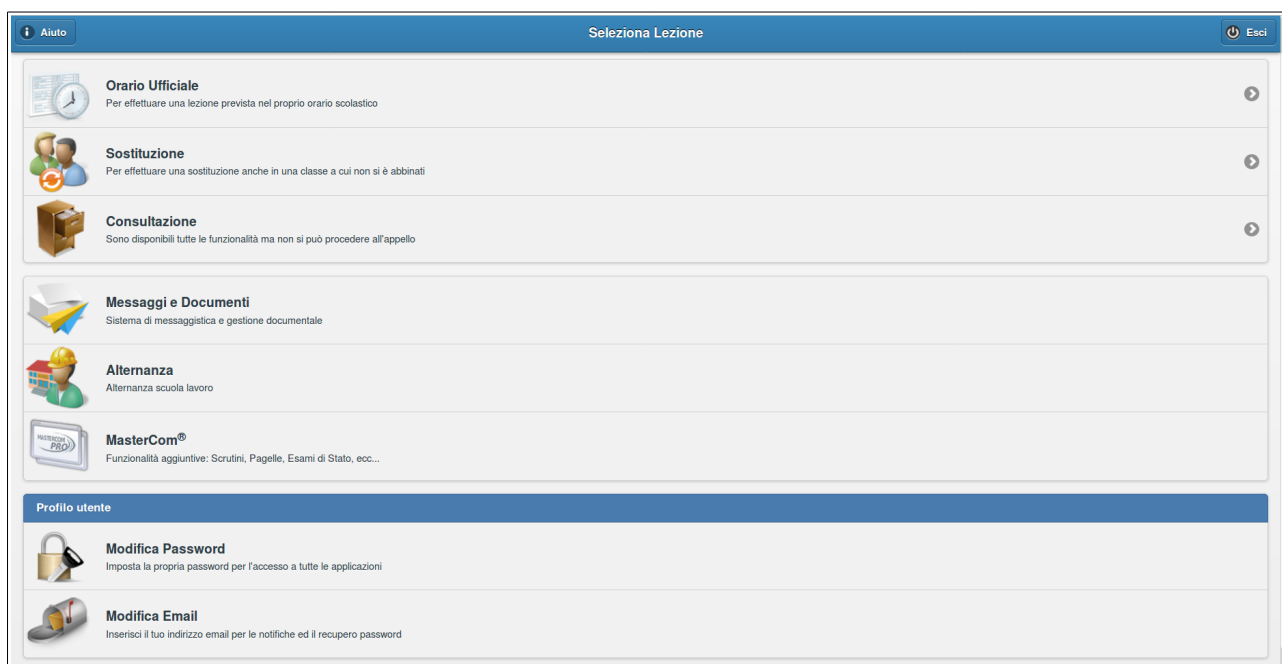 Aiuto
Seleziona Lezione
Esci
Orario Ufficiale
Per effettuare una lezione prevista nel proprio orario scolastico
Sostituzione
Per effettuare una sostituzione anche in una classe a cui non si è abbinati
Consultazione
Sono disponibili tutte le funzionalità ma non si può procedere all'appello
Messaggi e Documenti
Sistema di messaggistica e gestione documentale
Alternanza
Alternanza scuola lavoro
MASTERCOM
PRO
MasterCom®
Funzionalità aggiuntive: Scrutini, Pagelle, Esami di Stato, ecc...
Profilo utente
Modifica Password
Imposta la propria password per l'accesso a tutte le applicazioni
Modifica Email
Inserisci il tuo indirizzo email per le notifiche ed il recupero password